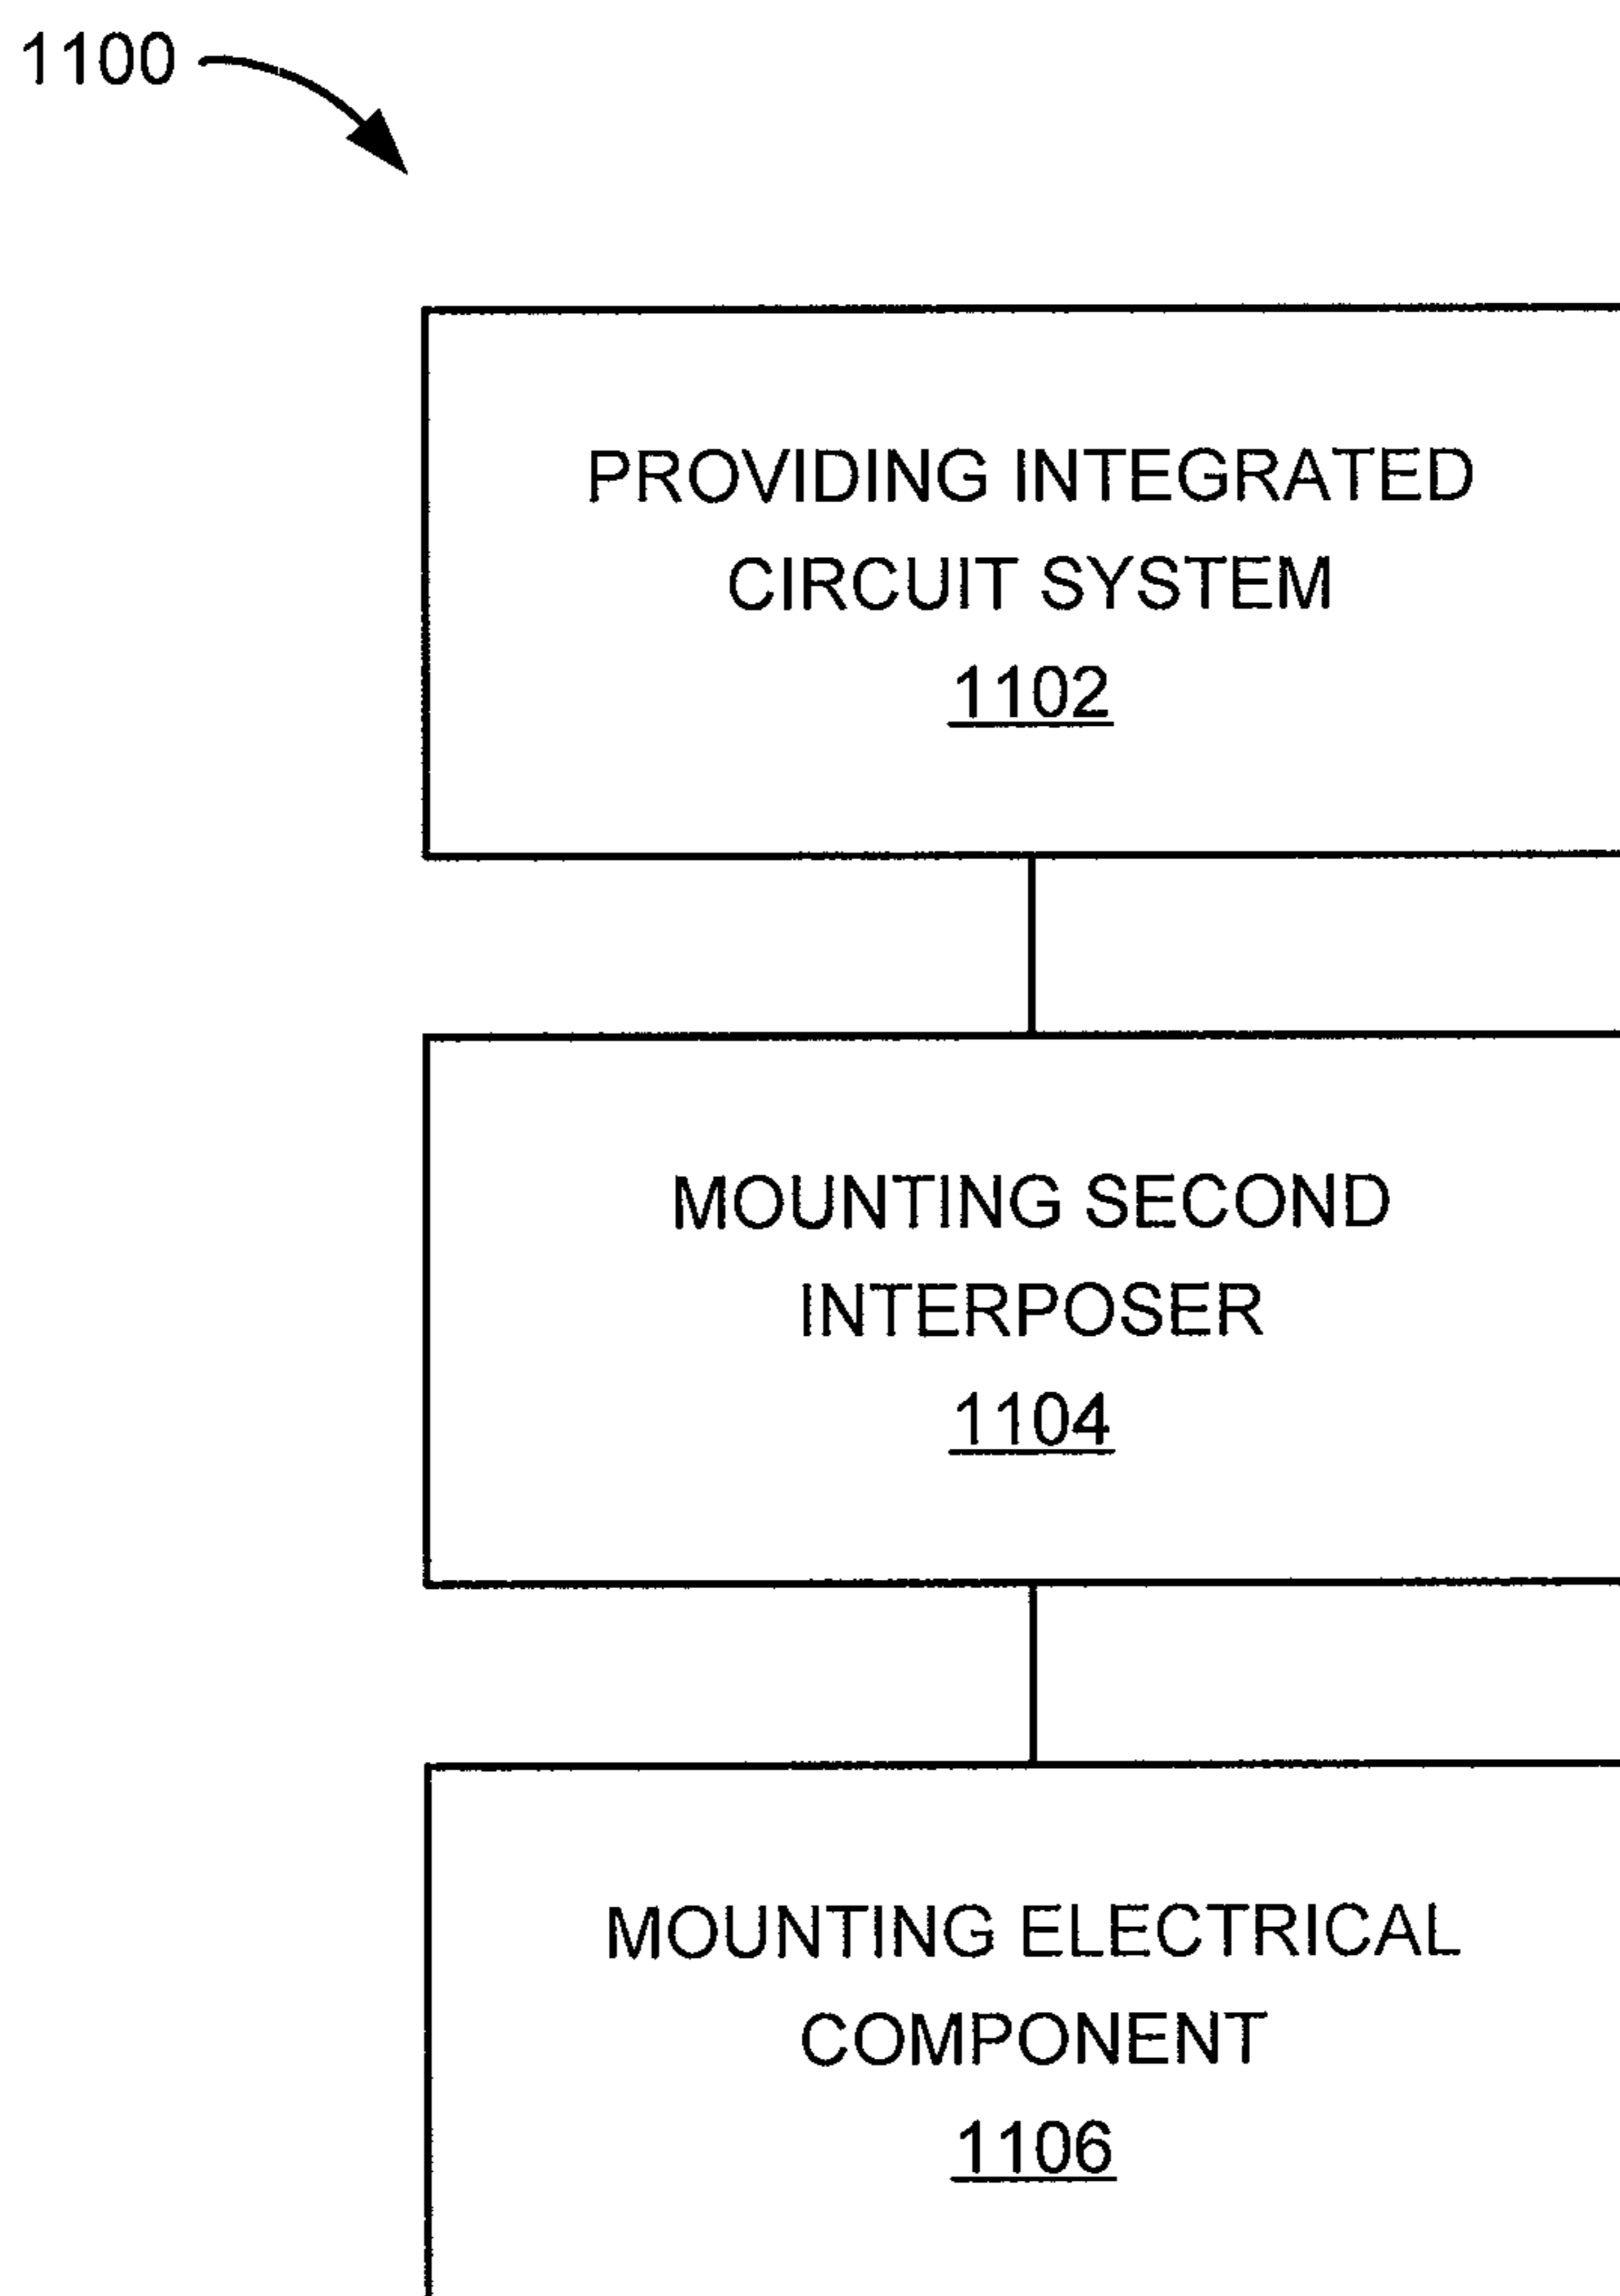 1100
PROVIDING INTEGRATED
CIRCUIT SYSTEM
1102
MOUNTING SECOND
INTERPOSER
1104
MOUNTING ELECTRICAL
COMPONENT
1106